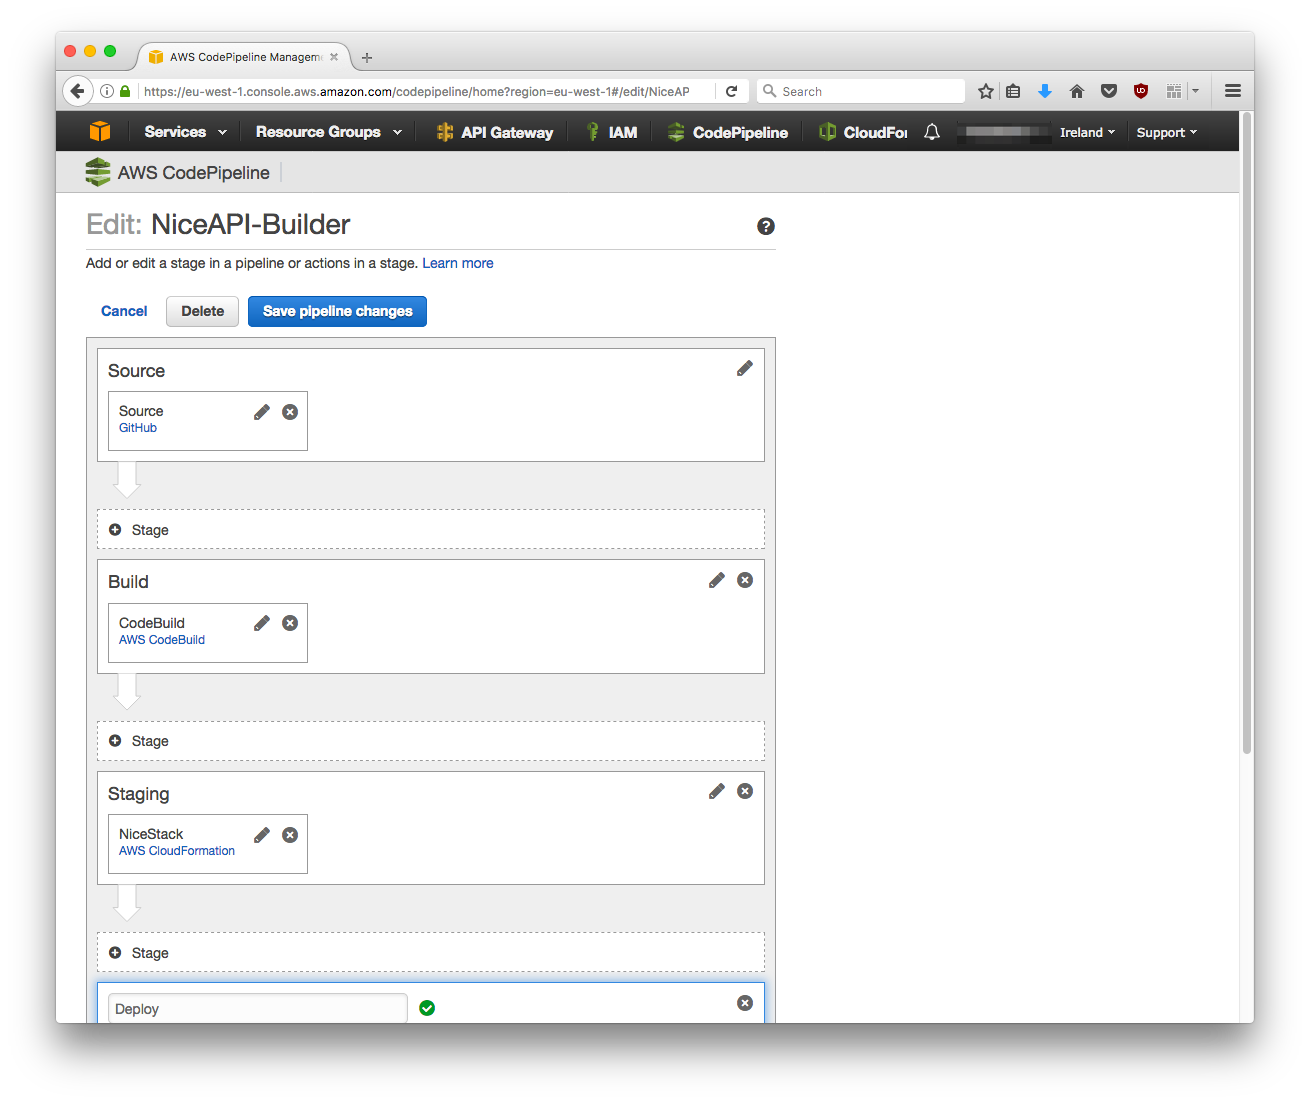 AWS CodePipeline Managem
https://eu-west-1.console.aws.amazon.com/codepipeline/home?region=eu-west-1#/edit/NiceAP
Search
Services Resource Groups API Gateway IAM CodePipeline CloudFor Ireland Support
AWS CodePipeline
Edit: NiceAPI-Builder
Add or edit a stage in a pipeline or actions in a stage. Learn more
Cancel Delete Save pipeline changes
Source
Source
GitHub
Stage
Build
CodeBuild
AWS CodeBuild
Stage
Staging
NiceStack
AWS CloudFormation
Stage
Deploy